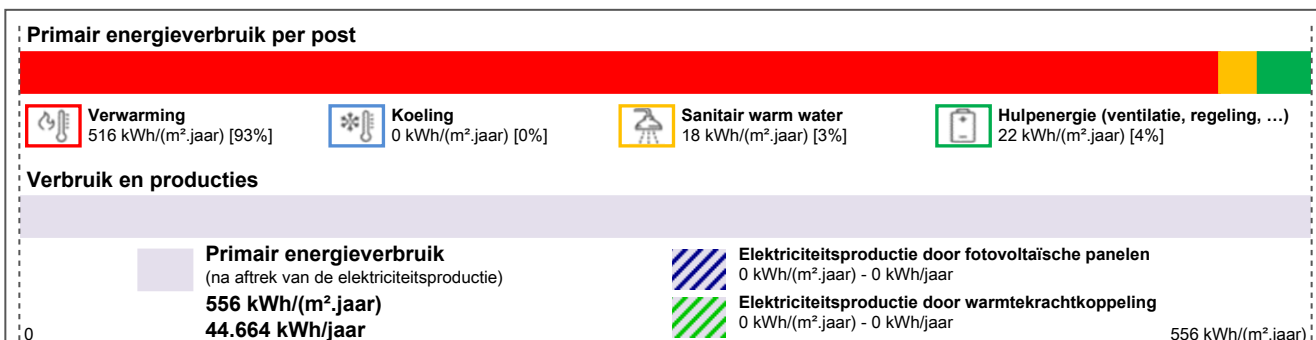 Primair energieverbruik per post
Verwarming
516 kWh/(m².jaar) [93%]
Koeling
0 kWh/(m².jaar) [0%]
Sanitair warm water
18 kWh/(m².jaar) [3%]
Hulpenergie (ventilatie, regeling, …)
22 kWh/(m².jaar) [4%]
Verbruik en producties
Primair energieverbruik
(na aftrek van de elektriciteitsproductie)
556 kWh/(m².jaar)
44.664 kWh/jaar
Elektriciteitsproductie door fotovoltaïsche panelen
0 kWh/(m².jaar) - 0 kWh/jaar
Elektriciteitsproductie door warmtekrachtkoppeling
0 kWh/(m².jaar) - 0 kWh/jaar
0
556 kWh/(m².jaar)